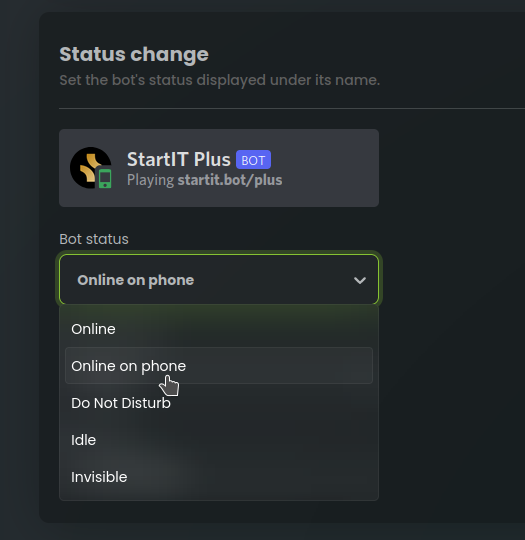 Status change
Set the bot's status displayed under its name.
StartIT Plus BOT
Playing startit.bot/plus
Bot status
Online on phone
Online
Online on phone
Do Not Disturb
Idle
Invisible